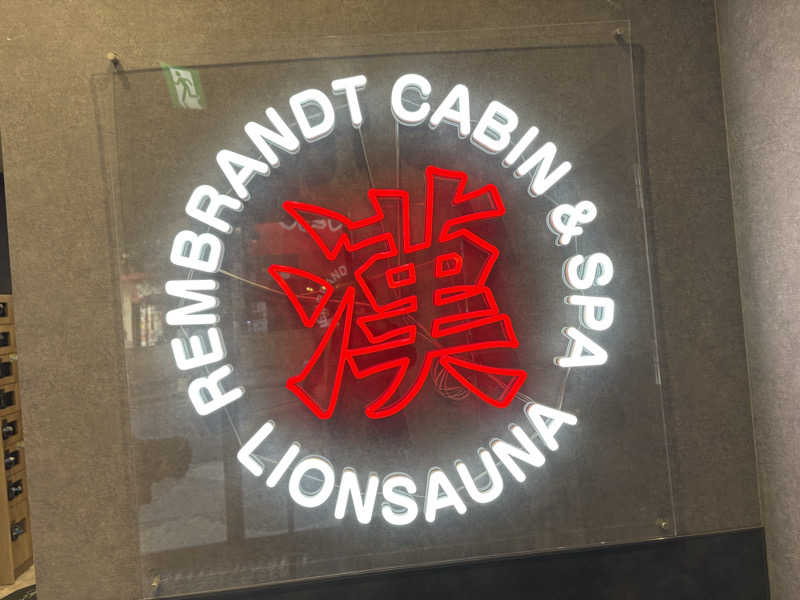 REMBRANDT CABIN & SPA
漢
LIONSAUNA